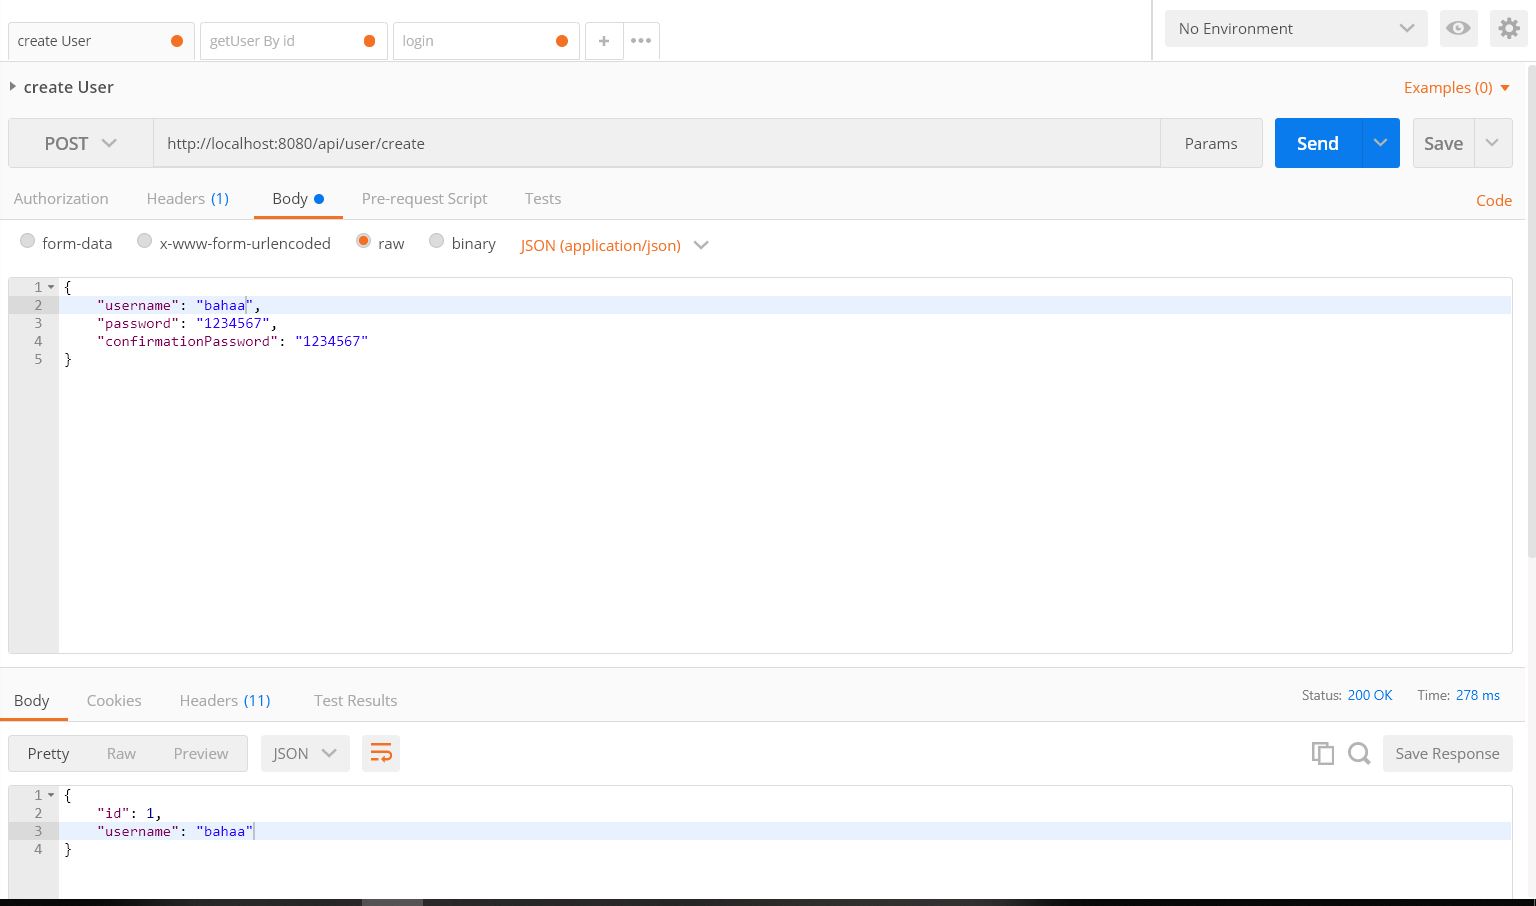 create User getUser By id login + ••• No Environment
create User Examples (0)
POST http://localhost:8080/api/user/create Params Send Save
Authorization Headers (1) Body Pre-request Script Tests Code
form-data x-www-form-urlencoded raw binary JSON (application/json)
1 {
2 "username": "bahaa",
3 "password": "1234567",
4 "confirmationPassword": "1234567"
5 }
Body Cookies Headers (11) Test Results Status: 200 OK Time: 278 ms
Pretty Raw Preview JSON Save Response
1 {
2 "id": 1,
3 "username": "bahaa"
4 }